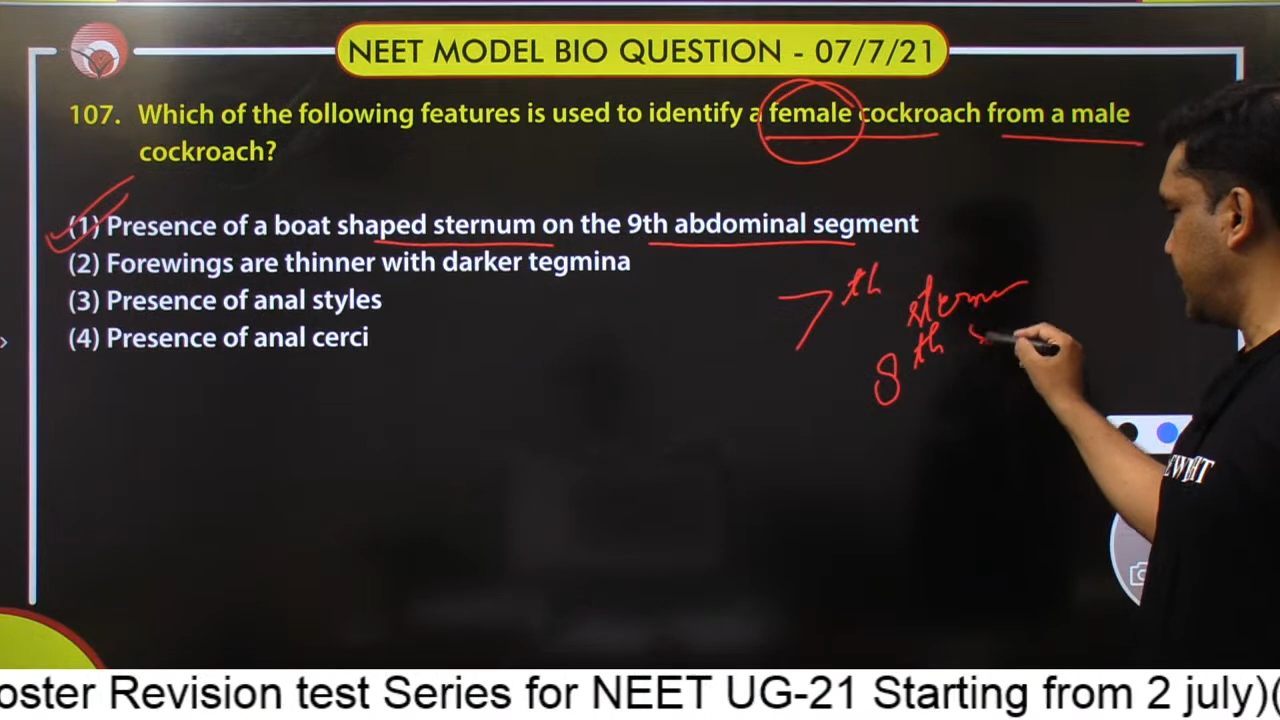 NEET MODEL BIO QUESTION - 07/7/21
107. Which of the following features is used to identify a female cockroach from a male
cockroach?
(1) Presence of a boat shaped sternum on the 9th abdominal segment
(2) Forewings are thinner with darker tegmina
(3) Presence of anal styles
(4) Presence of anal cerci
7th
8th
oster Revision test Series for NEET UG-21 Starting from 2 july)(